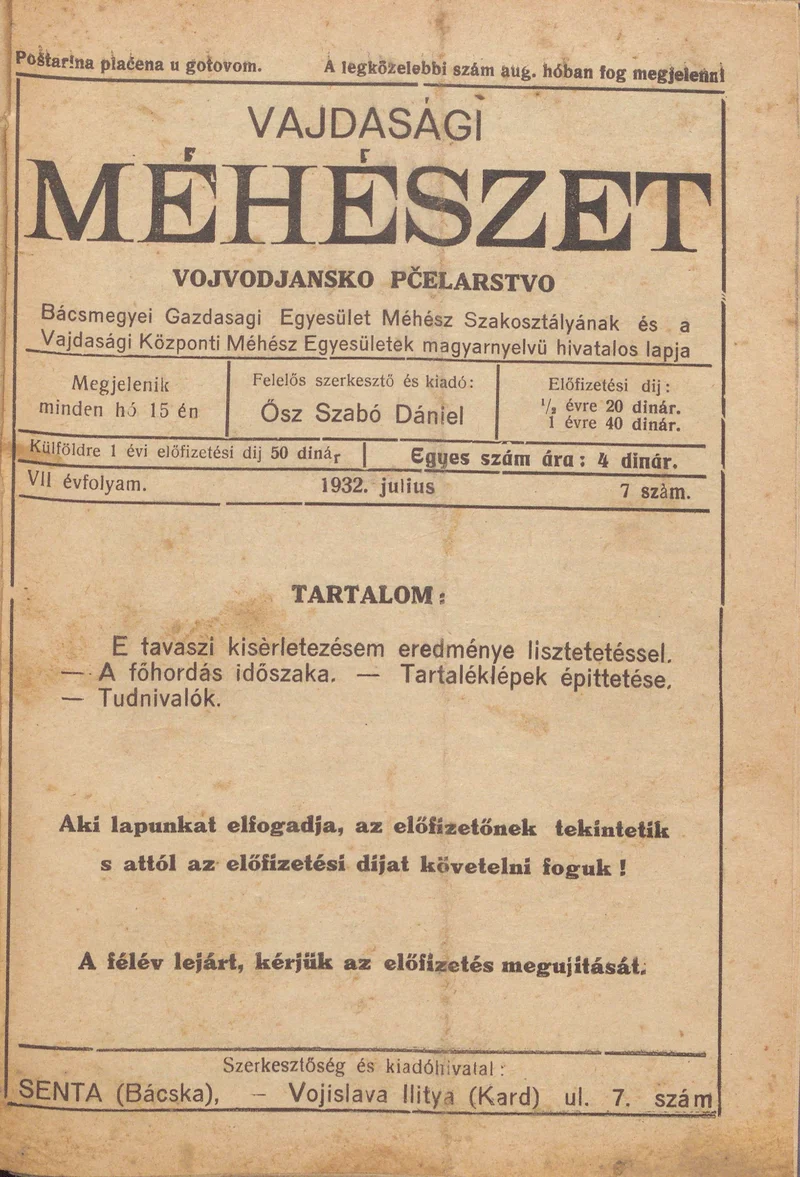 Poštarina plaćena u gotovom. A legközelebbi szám aug. hóban fog megjelenni
VAJDASÁGI
MÉHÉSZET
VOJVODJANSKO PČELARSTVO
Bácsmegyei Gazdasagi Egyesület Méhész Szakosztályának és a
Vajdasági Központi Méhész Egyesületek magyarnyelvü hivatalos lapja
Megjelenik
minden hó 15 én
Felelős szerkesztő és kiadó:
Ősz Szabó Dániel
Előfizetési dij:
1/2 évre 20 dinár.
1 évre 40 dinár.
Külföldre 1 évi előfizetési dij 50 dinár
Egyes szám ára: 4 dinár.
VII évfolyam. 1932. julius 7 szàm.
TARTALOM:
E tavaszi kisèrletezésem eredménye lisztetetéssel.
— A főhordás időszaka. — Tartaléklépek épittetése.
— Tudnivalók.
Aki lapunkat elfogadja, az előfizetőnek tekintetik
s attól az előfizetési díjat követelni foguk!
A félév lejárt, kérjük az előfizetés megujitását.
Szerkesztőség és kiadóhivatal:
SENTA (Bácska), — Vojislava Ilitya (Kard) ul. 7. szám